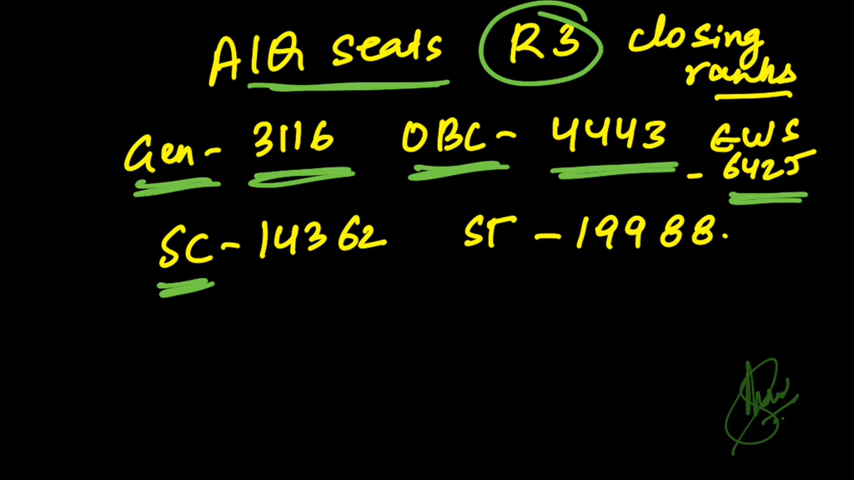 AIQ seats R3 closing ranks
Gen - 3116 OBC - 4443 EWS - 6425
SC - 14362 ST - 19988.